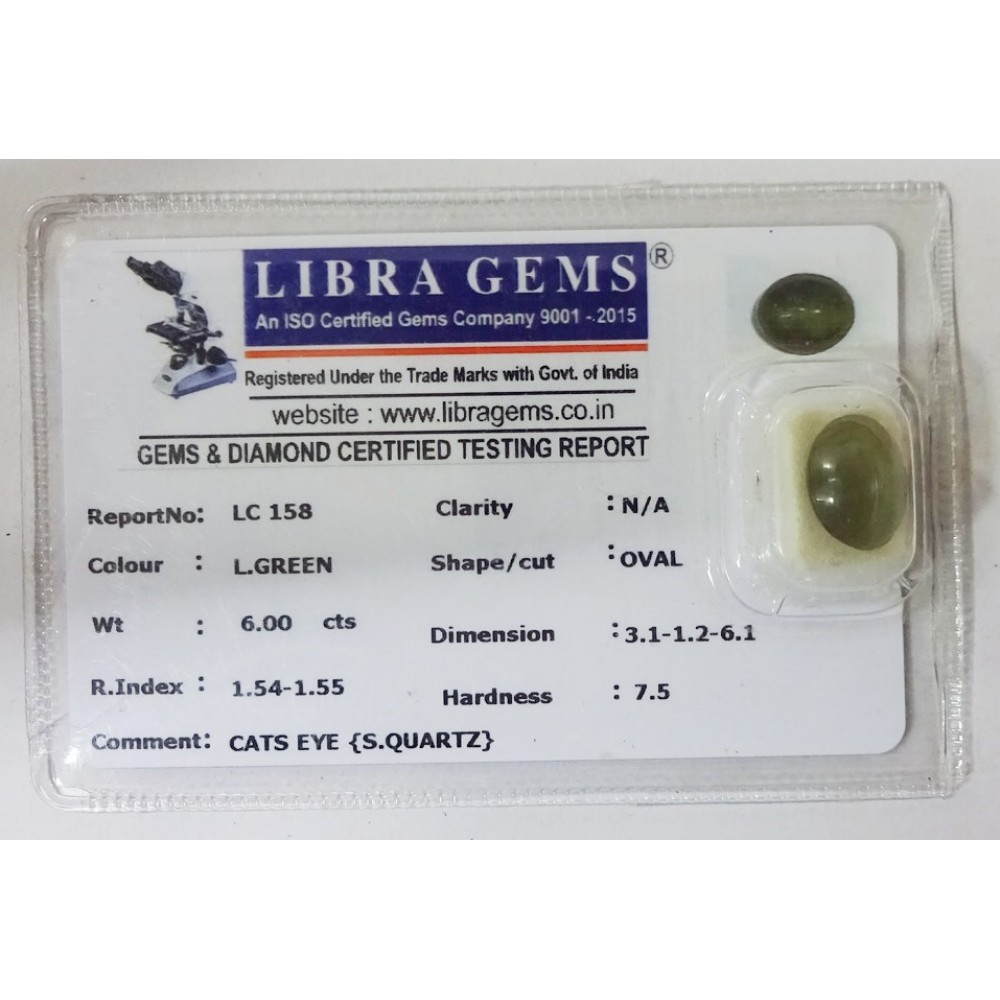 LIBRA GEMS ®
An ISO Certified Gems Company 9001 -.2015
Registered Under the Trade Marks with Govt. of India
website : www.libragems.co.in
GEMS & DIAMOND CERTIFIED TESTING REPORT
ReportNo: LC 158 Clarity : N/A
Colour : L.GREEN Shape/cut : OVAL
Wt : 6.00 cts Dimension : 3.1-1.2-6.1
R.Index : 1.54-1.55 Hardness : 7.5
Comment: CATS EYE {S.QUARTZ}